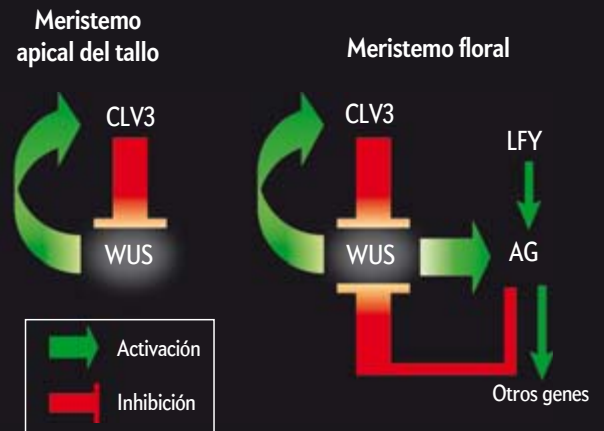 Meristemo
apical del tallo
CLV3
WUS
Meristemo floral
CLV3
LFY
WUS
AG
Otros genes
Activación
Inhibición